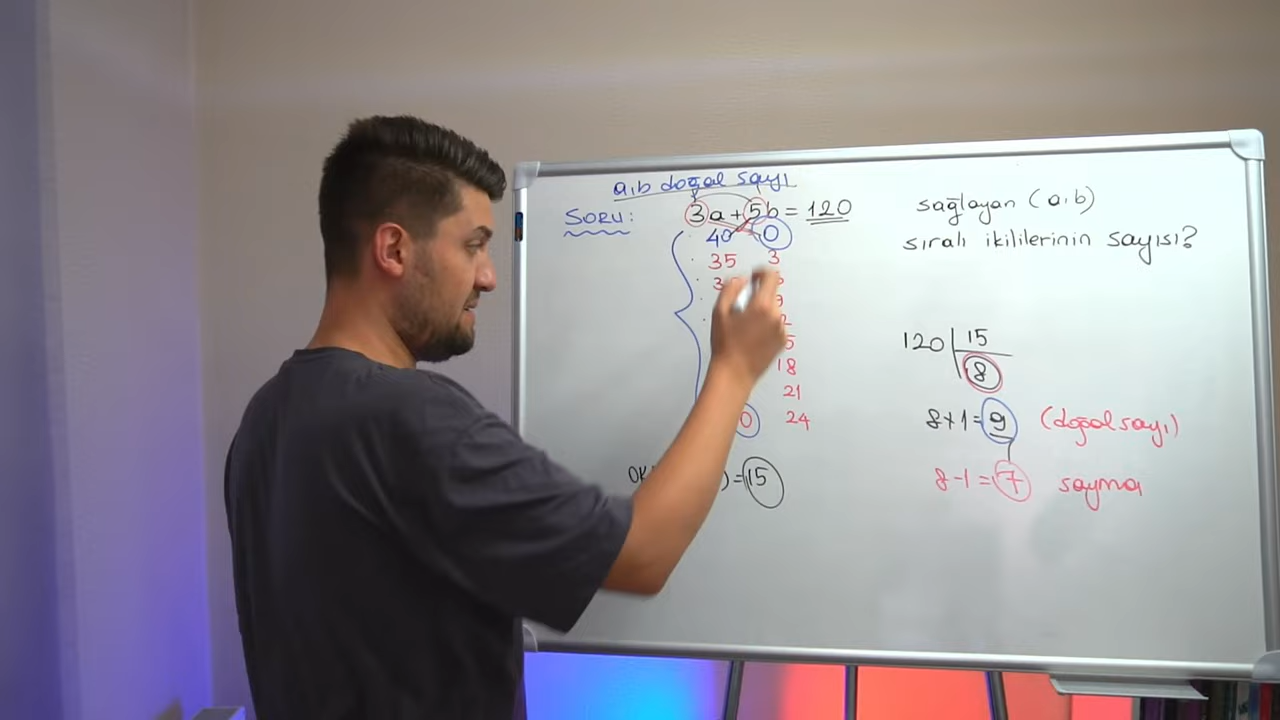 a,b doğal sayı
SORU: 3a+5b=120
sağlayan (a,b)
sıralı ikililerinin sayısı?
40 0
35 3
18
21
0 24
)=15
120 | 15
8
8+1=9 (doğal sayı)
8-1=7 sayma